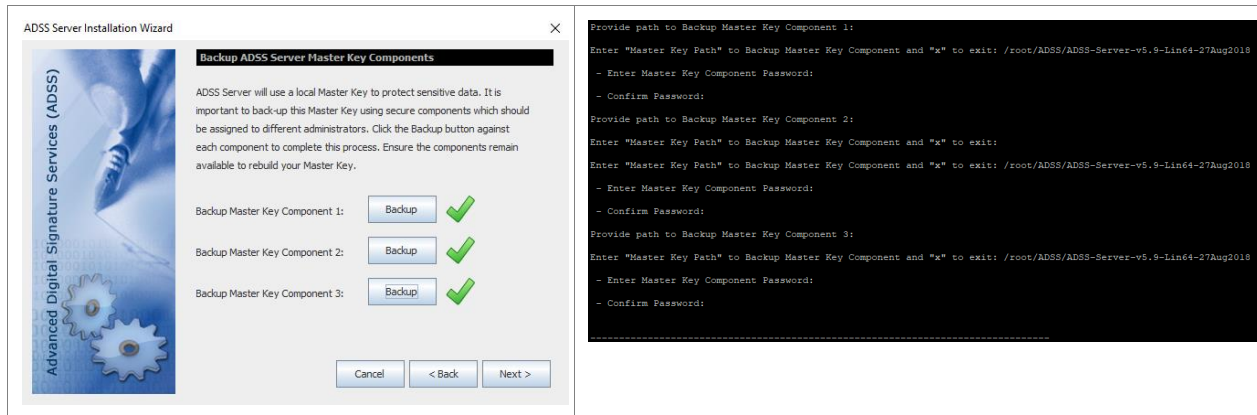 ADSS Server Installation Wizard
Advanced Digital Signature Services (ADSS)
Backup ADSS Server Master Key Components
ADSS Server will use a local Master Key to protect sensitive data. It is
important to back-up this Master Key using secure components which should
be assigned to different administrators. Click the Backup button against
each component to complete this process. Ensure the components remain
available to rebuild your Master Key.
Backup Master Key Component 1: Backup
Backup Master Key Component 2: Backup
Backup Master Key Component 3: Backup
Cancel < Back Next >
Provide path to Backup Master Key Component 1:
Enter "Master Key Path" to Backup Master Key Component and "x" to exit: /root/ADSS/ADSS-Server-v5.9-Lin64-27Aug2018
- Enter Master Key Component Password:
- Confirm Password:
Provide path to Backup Master Key Component 2:
Enter "Master Key Path" to Backup Master Key Component and "x" to exit:
Enter "Master Key Path" to Backup Master Key Component and "x" to exit: /root/ADSS/ADSS-Server-v5.9-Lin64-27Aug2018
- Enter Master Key Component Password:
- Confirm Password:
Provide path to Backup Master Key Component 3:
Enter "Master Key Path" to Backup Master Key Component and "x" to exit: /root/ADSS/ADSS-Server-v5.9-Lin64-27Aug2018
- Enter Master Key Component Password:
- Confirm Password:
--------------------------------------------------------------------------------